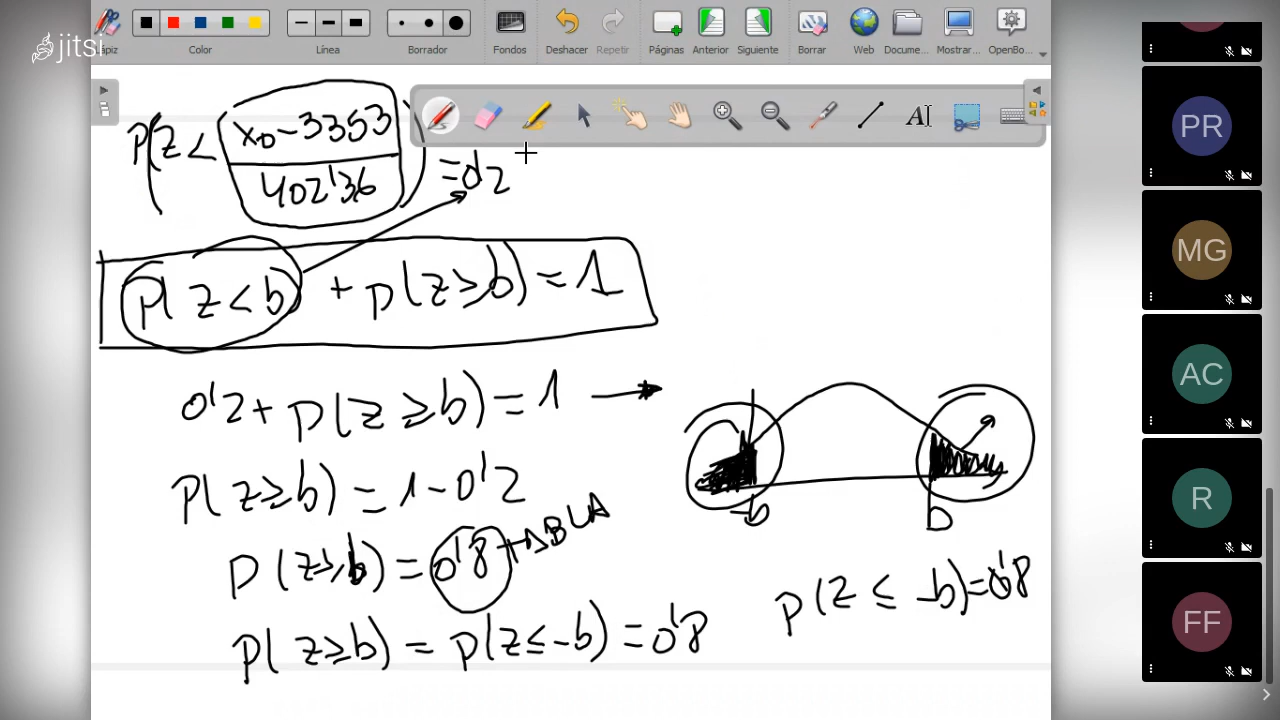 Lápiz Color Línea Borrador Fondos Deshacer Repetir Páginas Anterior Siguiente Borrar Web Docume... Mostrar... OpenBo...
jitsi
P(Z < x0-3353 / 402'36) = 0'2
P(Z < b) + p(Z ≥ b) = 1
0'2 + p(Z ≥ b) = 1
P(Z ≥ b) = 1 - 0'2
P(Z ≥ b) = 0'8 TABLA
P(Z ≥ b) = p(Z ≤ -b) = 0'8
-b b
p(Z ≤ -b) = 0'8
PR
MG
AC
R
FF